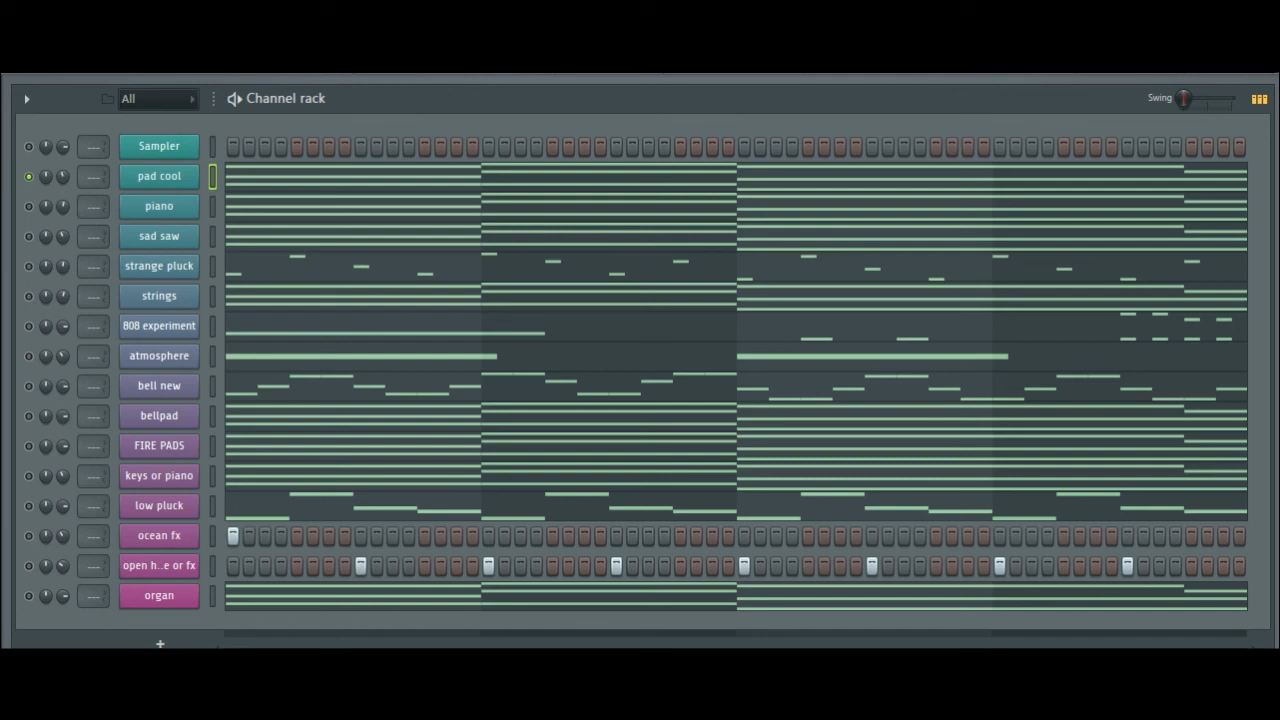 All
Channel rack
Swing
Sampler
pad cool
piano
sad saw
strange pluck
strings
808 experiment
atmosphere
bell new
bellpad
FIRE PADS
keys or piano
low pluck
ocean fx
open h..e or fx
organ
+